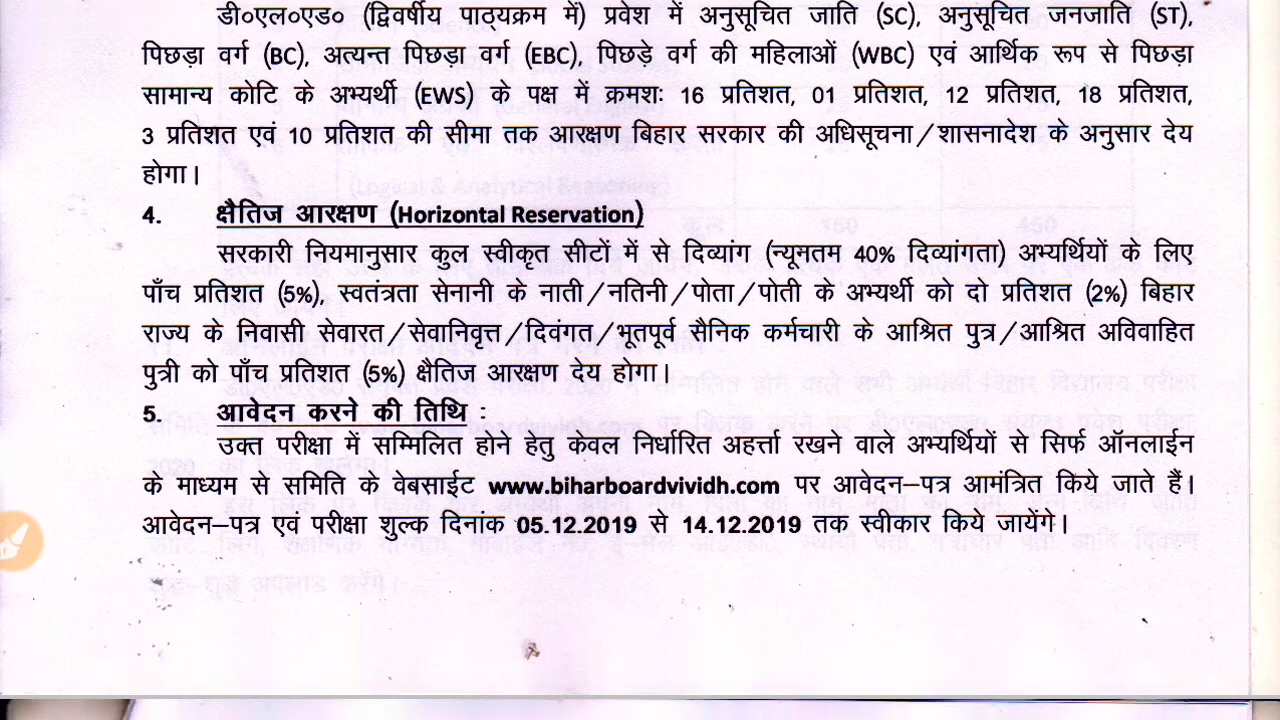 डी०एल०एड० (द्विवर्षीय पाठ्यक्रम में) प्रवेश में अनुसूचित जाति (SC), अनुसूचित जनजाति (ST),
पिछड़ा वर्ग (BC), अत्यन्त पिछड़ा वर्ग (EBC), पिछड़े वर्ग की महिलाओं (WBC) एवं आर्थिक रूप से पिछड़ा
सामान्य कोटि के अभ्यर्थी (EWS) के पक्ष में क्रमशः 16 प्रतिशत, 01 प्रतिशत, 12 प्रतिशत, 18 प्रतिशत,
3 प्रतिशत एवं 10 प्रतिशत की सीमा तक आरक्षण बिहार सरकार की अधिसूचना/शासनादेश के अनुसार देय
होगा।
4. क्षैतिज आरक्षण (Horizontal Reservation)
सरकारी नियमानुसार कुल स्वीकृत सीटों में से दिव्यांग (न्यूमतम 40% दिव्यांगता) अभ्यर्थियों के लिए
पाँच प्रतिशत (5%), स्वतंत्रता सेनानी के नाती/नतिनी/पोता/पोती के अभ्यर्थी को दो प्रतिशत (2%) बिहार
राज्य के निवासी सेवारत/सेवानिवृत्त/दिवंगत/भूतपूर्व सैनिक कर्मचारी के आश्रित पुत्र/आश्रित अविवाहित
पुत्री को पाँच प्रतिशत (5%) क्षैतिज आरक्षण देय होगा।
5. आवेदन करने की तिथि :
उक्त परीक्षा में सम्मिलित होने हेतु केवल निर्धारित अहर्त्ता रखने वाले अभ्यर्थियों से सिर्फ ऑनलाईन
के माध्यम से समिति के वेबसाईट www.biharboardvividh.com पर आवेदन-पत्र आमंत्रित किये जाते हैं।
आवेदन-पत्र एवं परीक्षा शुल्क दिनांक 05.12.2019 से 14.12.2019 तक स्वीकार किये जायेंगे।